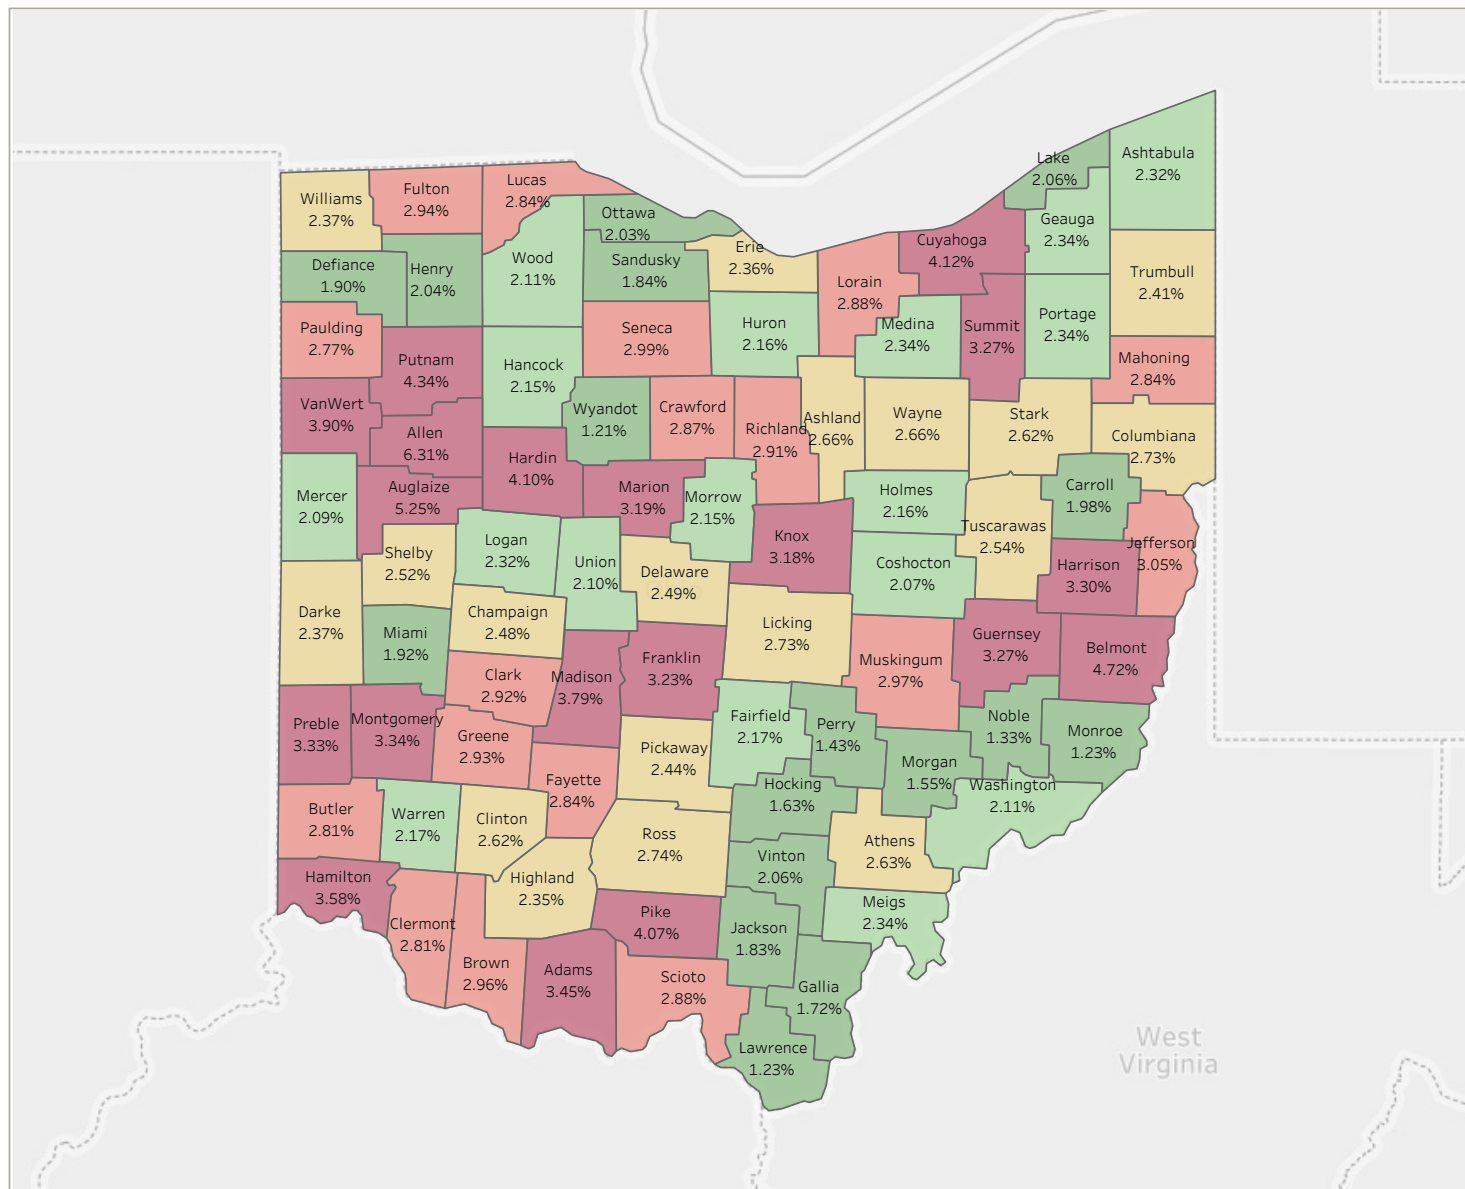 Lake
2.06%
Ashtabula
2.32%
Williams
2.37%
Fulton
2.94%
Lucas
2.84%
Ottawa
2.03%
Geauga
2.34%
Cuyahoga
4.12%
Erie
2.36%
Wood
2.11%
Sandusky
1.84%
Defiance
1.90%
Henry
2.04%
Trumbull
2.41%
Lorain
2.88%
Portage
2.34%
Medina
2.34%
Summit
3.27%
Huron
2.16%
Seneca
2.99%
Paulding
2.77%
Putnam
4.34%
Hancock
2.15%
Mahoning
2.84%
VanWert
3.90%
Wyandot
1.21%
Crawford
2.87%
Richland
2.91%
Ashland
2.66%
Wayne
2.66%
Stark
2.62%
Columbiana
2.73%
Allen
6.31%
Hardin
4.10%
Mercer
2.09%
Auglaize
5.25%
Marion
3.19%
Morrow
2.15%
Holmes
2.16%
Carroll
1.98%
Knox
3.18%
Tuscarawas
2.54%
Jefferson
3.05%
Shelby
2.52%
Logan
2.32%
Union
2.10%
Delaware
2.49%
Coshocton
2.07%
Harrison
3.30%
Darke
2.37%
Miami
1.92%
Champaign
2.48%
Licking
2.73%
Guernsey
3.27%
Belmont
4.72%
Clark
2.92%
Madison
3.79%
Franklin
3.23%
Muskingum
2.97%
Preble
3.33%
Montgomery
3.34%
Greene
2.93%
Fairfield
2.17%
Perry
1.43%
Noble
1.33%
Monroe
1.23%
Pickaway
2.44%
Morgan
1.55%
Fayette
2.84%
Hocking
1.63%
Washington
2.11%
Butler
2.81%
Warren
2.17%
Clinton
2.62%
Ross
2.74%
Athens
2.63%
Vinton
2.06%
Hamilton
3.58%
Highland
2.35%
Meigs
2.34%
Clermont
2.81%
Pike
4.07%
Jackson
1.83%
Brown
2.96%
Adams
3.45%
Scioto
2.88%
Gallia
1.72%
Lawrence
1.23%
West
Virginia